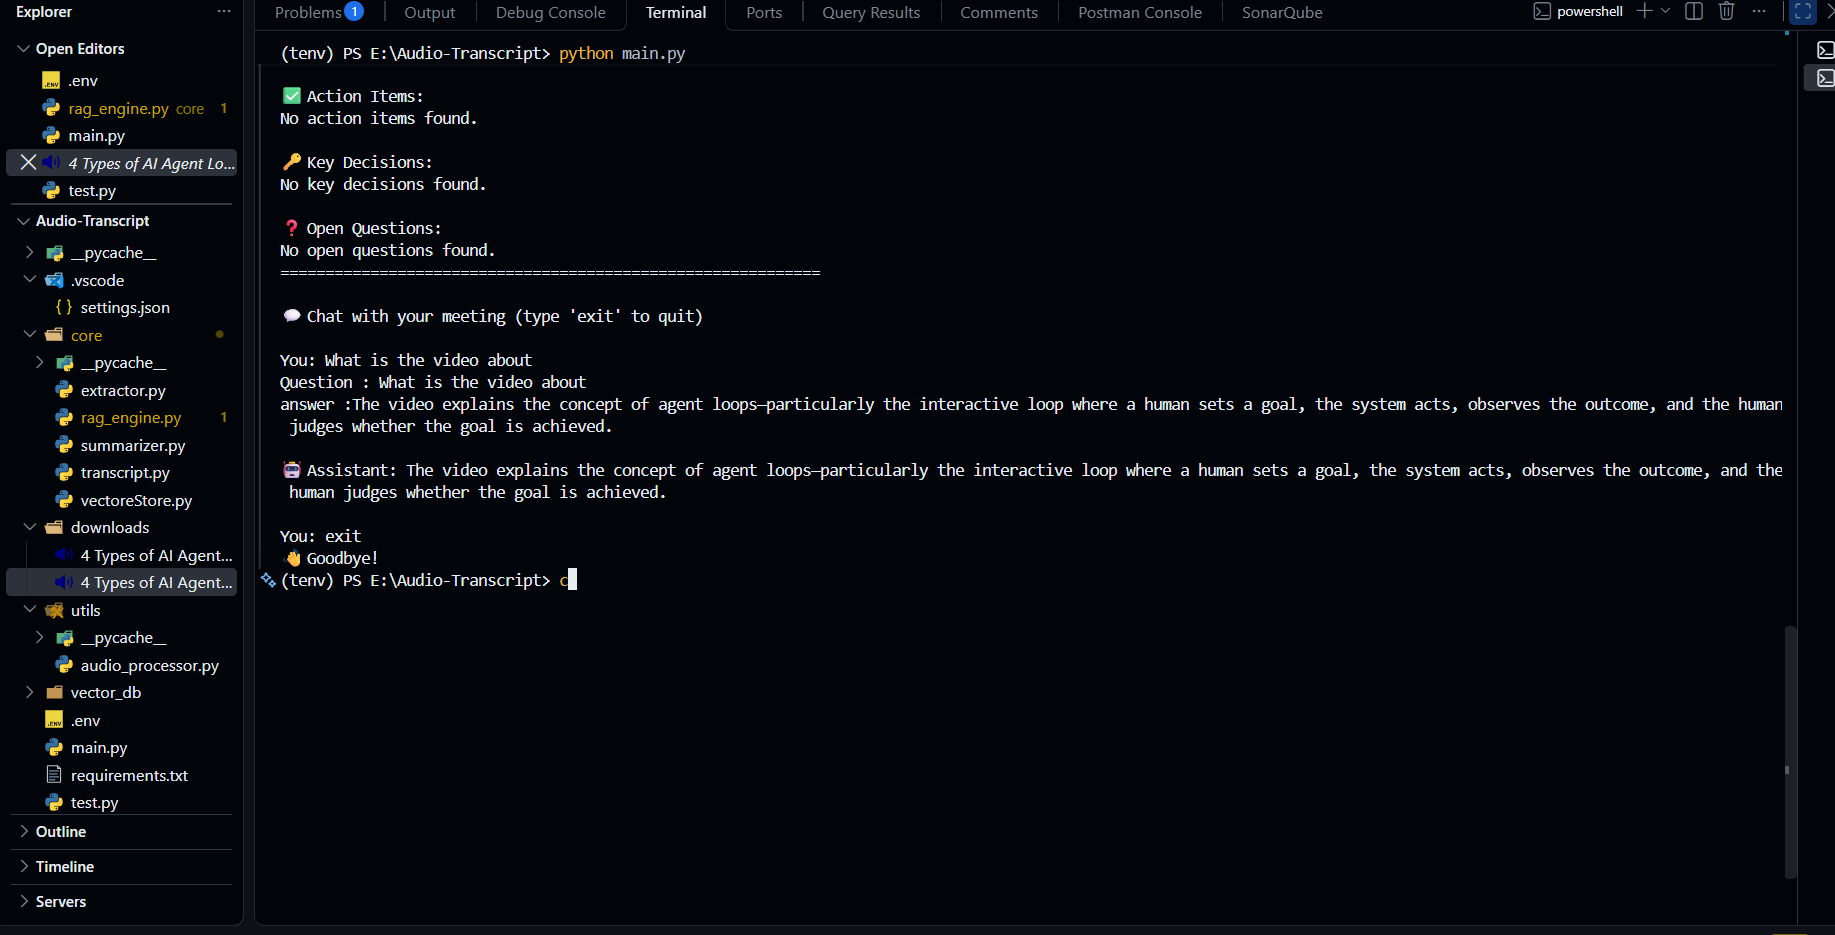 Explorer
Open Editors
.env
rag_engine.py core 1
main.py
4 Types of AI Agent Lo...
test.py
Audio-Transcript
__pycache__
.vscode
settings.json
core
__pycache__
extractor.py
rag_engine.py 1
summarizer.py
transcript.py
vectoreStore.py
downloads
4 Types of AI Agent...
4 Types of AI Agent...
utils
__pycache__
audio_processor.py
vector_db
.env
main.py
requirements.txt
test.py
Outline
Timeline
Servers
Problems 1 Output Debug Console Terminal Ports Query Results Comments Postman Console SonarQube powershell
(tenv) PS E:\Audio-Transcript> python main.py
✅ Action Items:
No action items found.
🔑 Key Decisions:
No key decisions found.
❓ Open Questions:
No open questions found.
============================================================
💬 Chat with your meeting (type 'exit' to quit)
You: What is the video about
Question : What is the video about
answer :The video explains the concept of agent loops—particularly the interactive loop where a human sets a goal, the system acts, observes the outcome, and the human
judges whether the goal is achieved.
🤖 Assistant: The video explains the concept of agent loops—particularly the interactive loop where a human sets a goal, the system acts, observes the outcome, and the
human judges whether the goal is achieved.
You: exit
👋 Goodbye!
(tenv) PS E:\Audio-Transcript> c